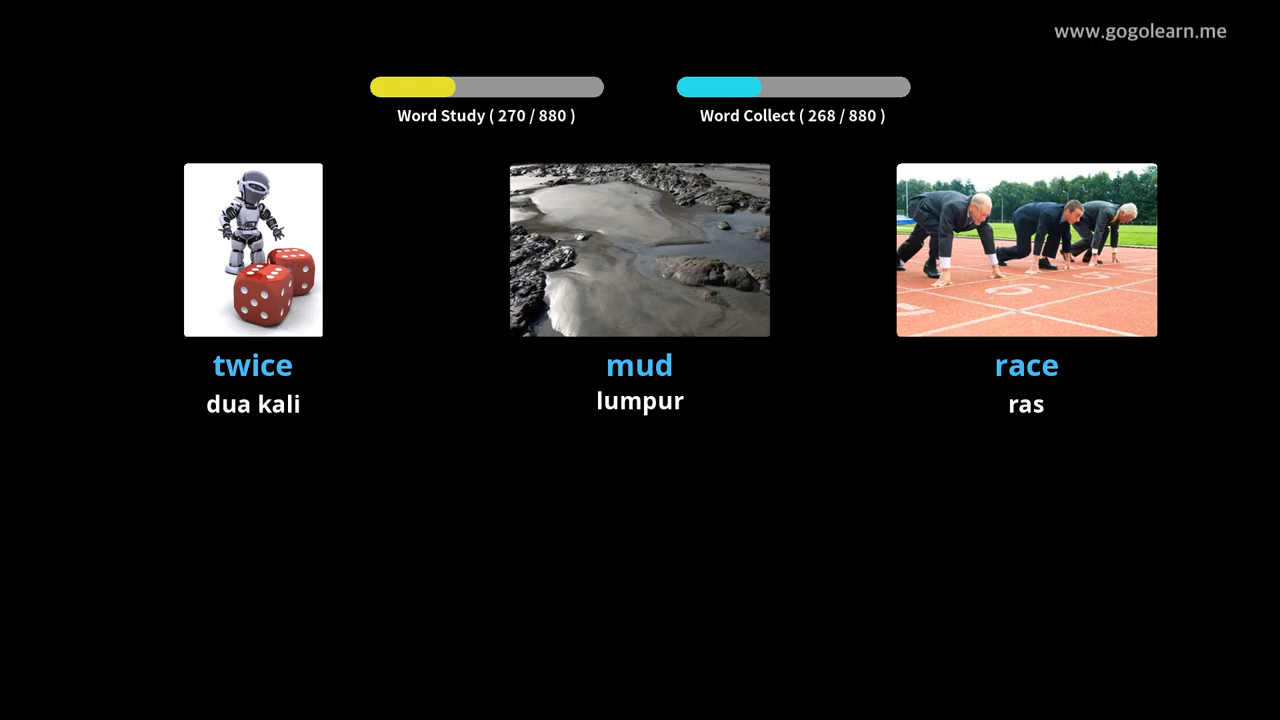 www.gogolearn.me
Word Study ( 270 / 880 )
Word Collect ( 268 / 880 )
twice
dua kali
mud
lumpur
race
ras